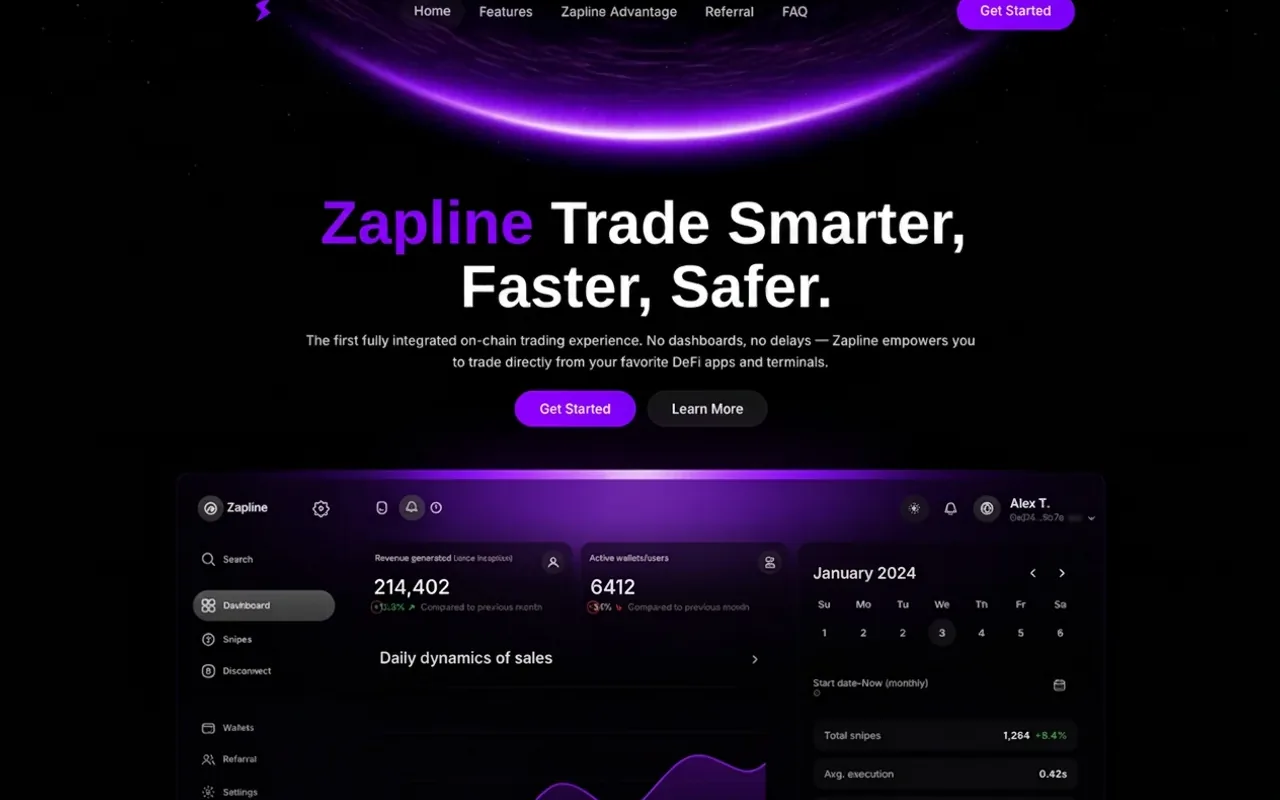 Home Features Zapline Advantage Referral FAQ Get Started
Zapline Trade Smarter,
Faster, Safer.
The first fully integrated on-chain trading experience. No dashboards, no delays — Zapline empowers you
to trade directly from your favorite DeFi apps and terminals.
Get Started Learn More
Zapline
Alex T.
Search
Dashboard
Snipes
Disconnect
Wallets
Referral
Settings
Revenue generated
214,402
Compared to previous month
Active wallets/users
6412
Compared to previous month
Daily dynamics of sales
January 2024
Su Mo Tu We Tn Fr Sa
1 2 2 3 4 5 6
Start date-Now (monthly)
Total snipes 1,264 +8.4%
Axg. execution 0.42s